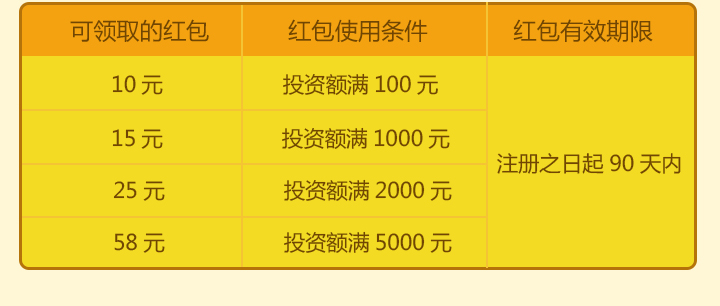 可领取的红包 红包使用条件 红包有效期限
10 元 投资额满 100 元
15 元 投资额满 1000 元
注册之日起 90 天内
25 元 投资额满 2000 元
58 元 投资额满 5000 元